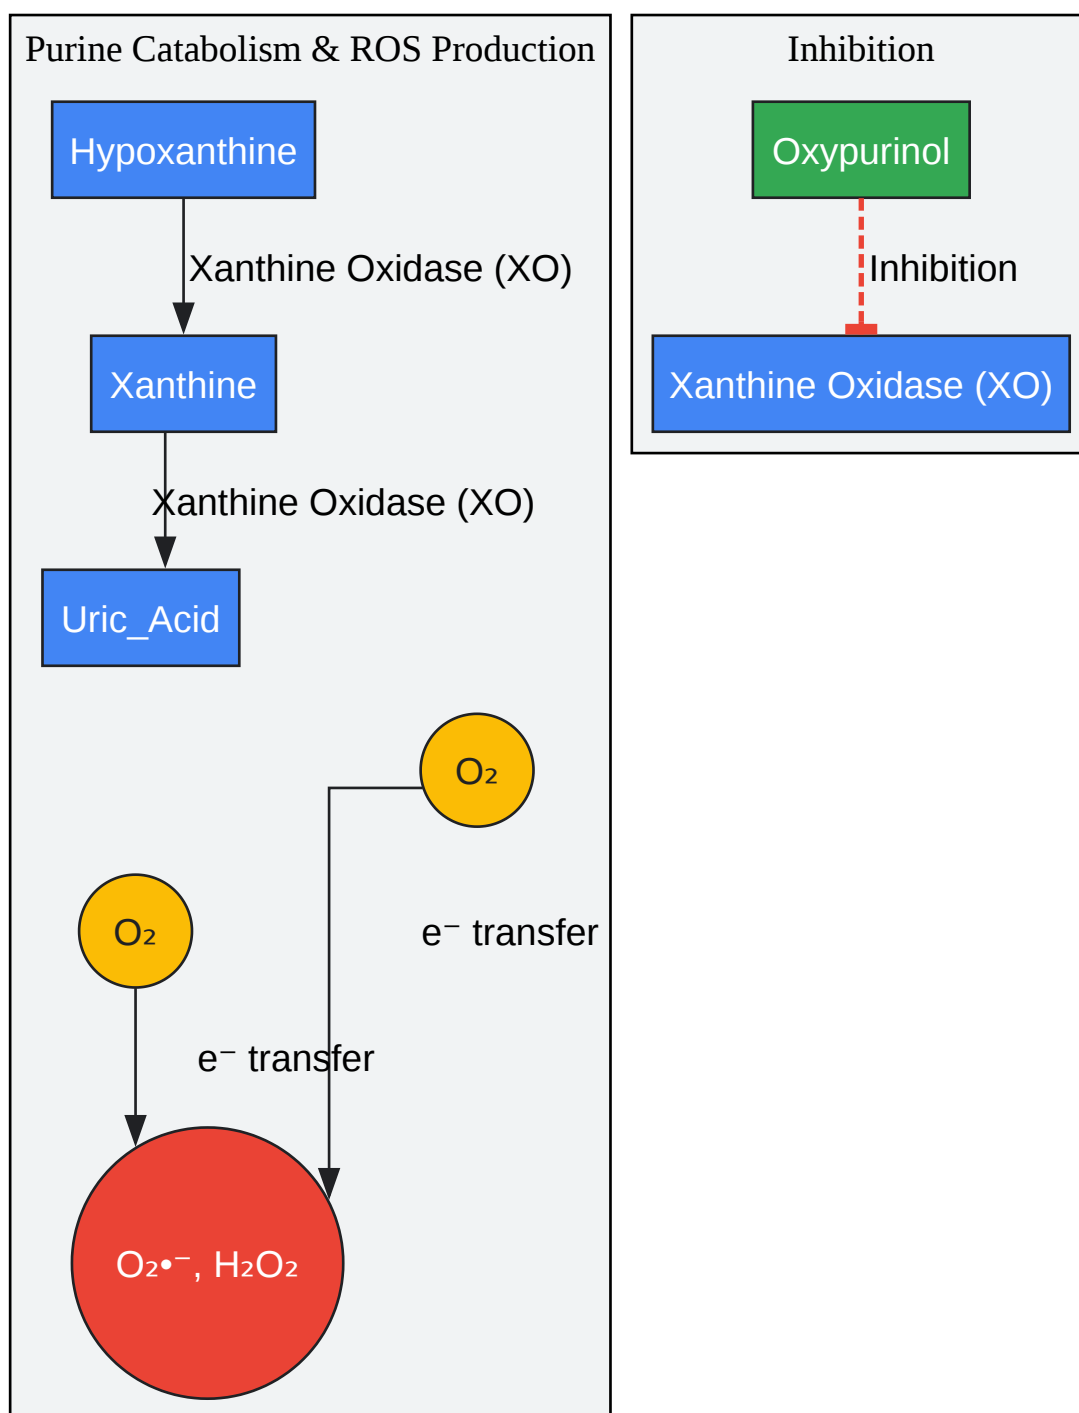 Purine Catabolism & ROS Production
Hypoxanthine
Xanthine Oxidase (XO)
Xanthine
Xanthine Oxidase (XO)
Uric_Acid
O₂
O₂
e⁻ transfer
e⁻ transfer
O₂•⁻, H₂O₂
Inhibition
Oxypurinol
Inhibition
Xanthine Oxidase (XO)